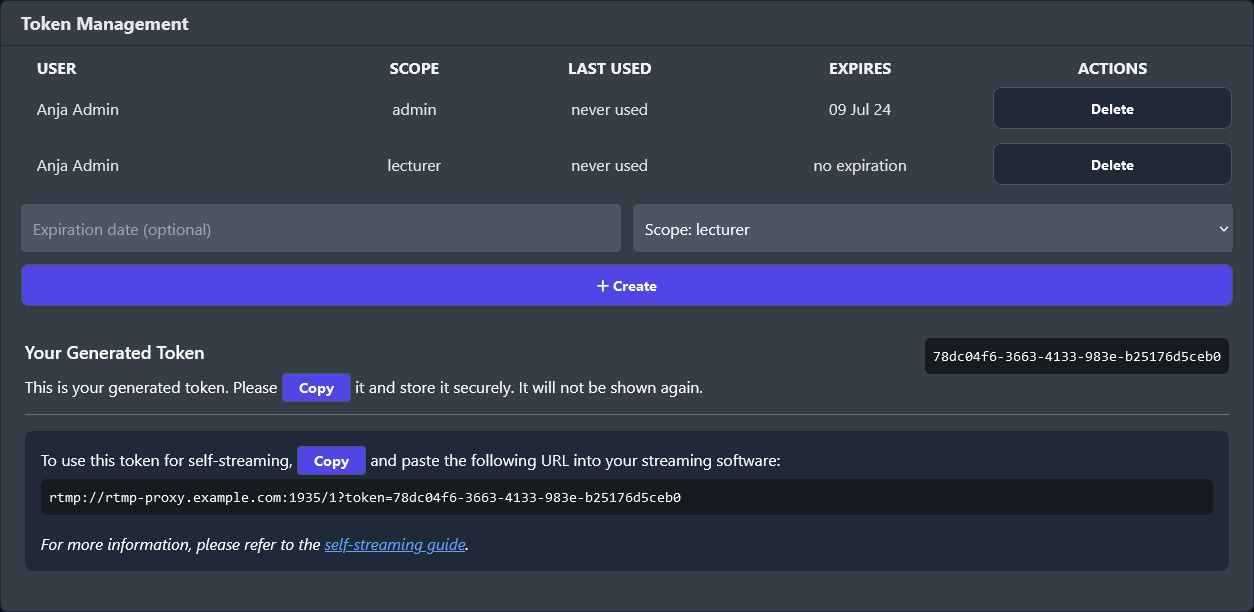 Token Management
USER SCOPE LAST USED EXPIRES ACTIONS
Anja Admin admin never used 09 Jul 24 Delete
Anja Admin lecturer never used no expiration Delete
Expiration date (optional) Scope: lecturer
+ Create
Your Generated Token 78dc04f6-3663-4133-983e-b25176d5ceb0
This is your generated token. Please Copy it and store it securely. It will not be shown again.
To use this token for self-streaming, Copy and paste the following URL into your streaming software:
rtmp://rtmp-proxy.example.com:1935/1?token=78dc04f6-3663-4133-983e-b25176d5ceb0
For more information, please refer to the self-streaming guide.